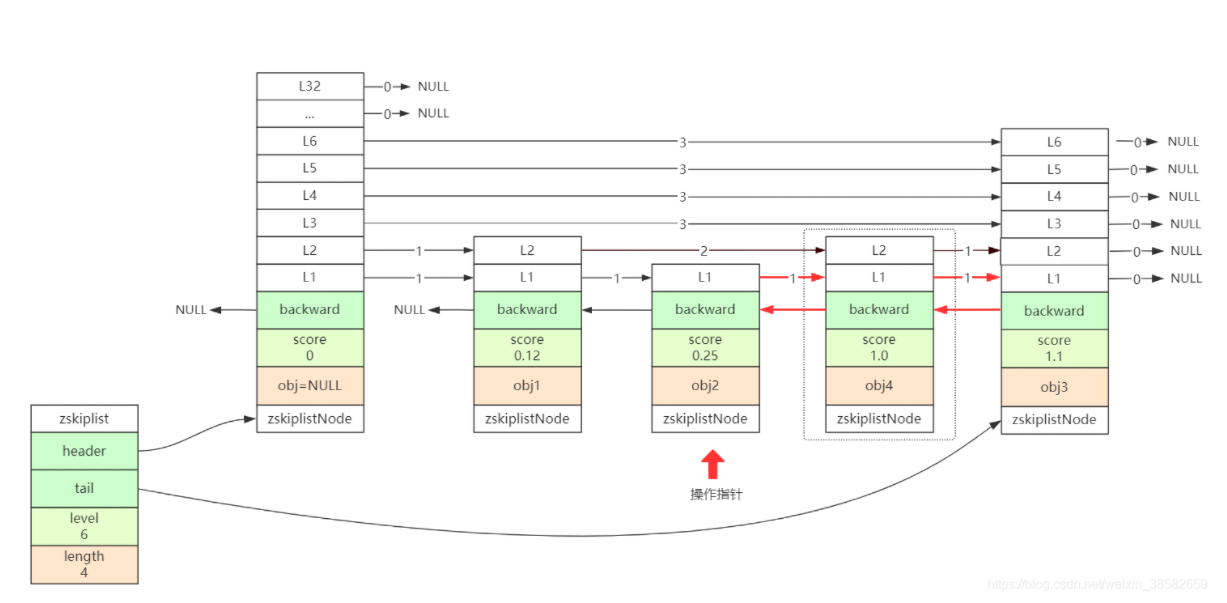 L32 0 NULL
... 0 NULL
L6 3 L6 0 NULL
L5 3 L5 0 NULL
L4 3 L4 0 NULL
L3 3 L3 0 NULL
L2 1 L2 2 L2 1 L2 0 NULL
L1 1 L1 1 L1 1 L1 1 L1 0 NULL
NULL backward NULL backward backward backward backward
score score score score score
0 0.12 0.25 1.0 1.1
obj=NULL obj1 obj2 obj4 obj3
zskiplistNode zskiplistNode zskiplistNode zskiplistNode zskiplistNode
操作指针
zskiplist
header
tail
level
6
length
4
https://blog.csdn.net/weixin_38582659